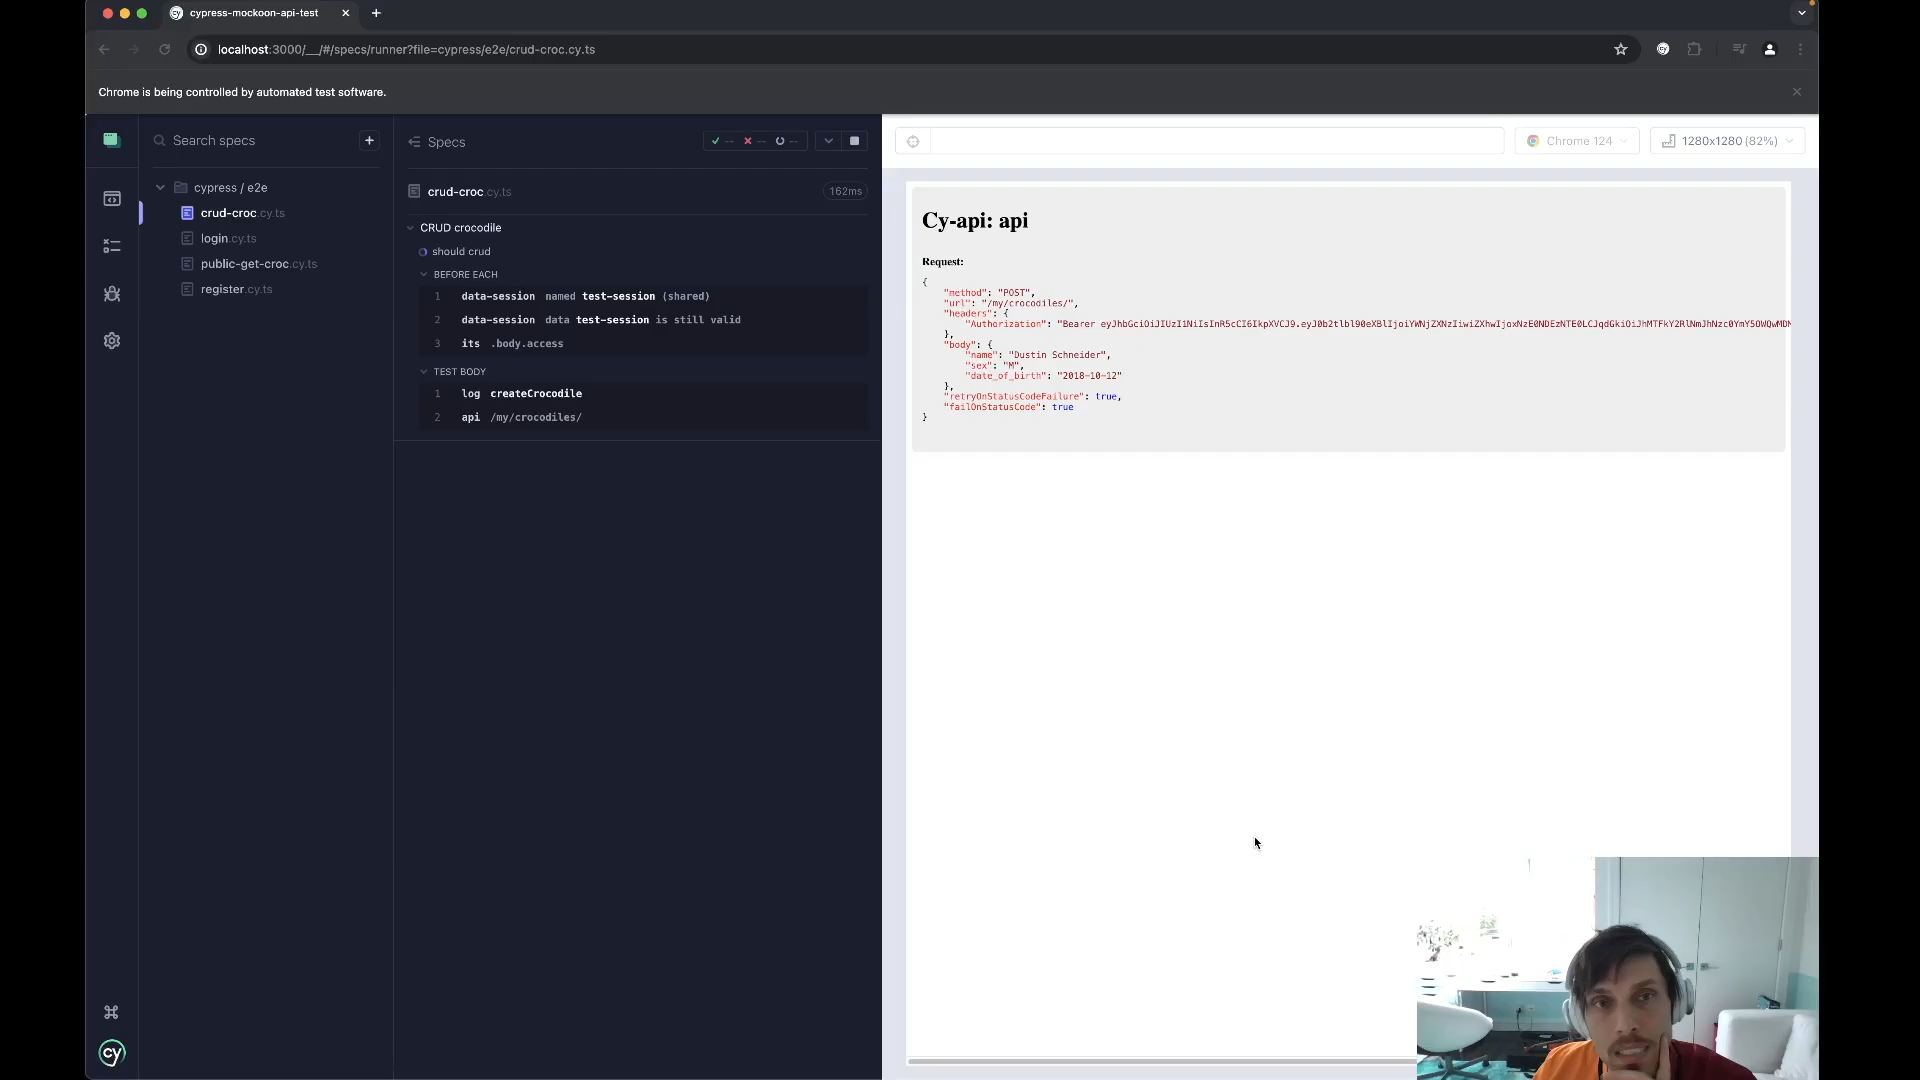 cypress-mockoon-api-test
localhost:3000/__/#/specs/runner?file=cypress/e2e/crud-croc.cy.ts
Chrome is being controlled by automated test software.
Search specs
cypress / e2e
crud-croc.cy.ts
login.cy.ts
public-get-croc.cy.ts
register.cy.ts
Specs
-- -- --
crud-croc.cy.ts 162ms
CRUD crocodile
should crud
BEFORE EACH
1 data-session named test-session (shared)
2 data-session data test-session is still valid
3 its .body.access
TEST BODY
1 log createCrocodile
2 api /my/crocodiles/
Chrome 124
1280x1280 (82%)
Cy-api: api
Request:
{
"method": "POST",
"url": "/my/crocodiles/",
"headers": {
"Authorization": "Bearer
},
"body": {
"name": "Dustin Schneider",
"sex": "M",
"date_of_birth": "2018-10-12"
},
"retryOnStatusCodeFailure": true,
"failOnStatusCode": true
}
cy